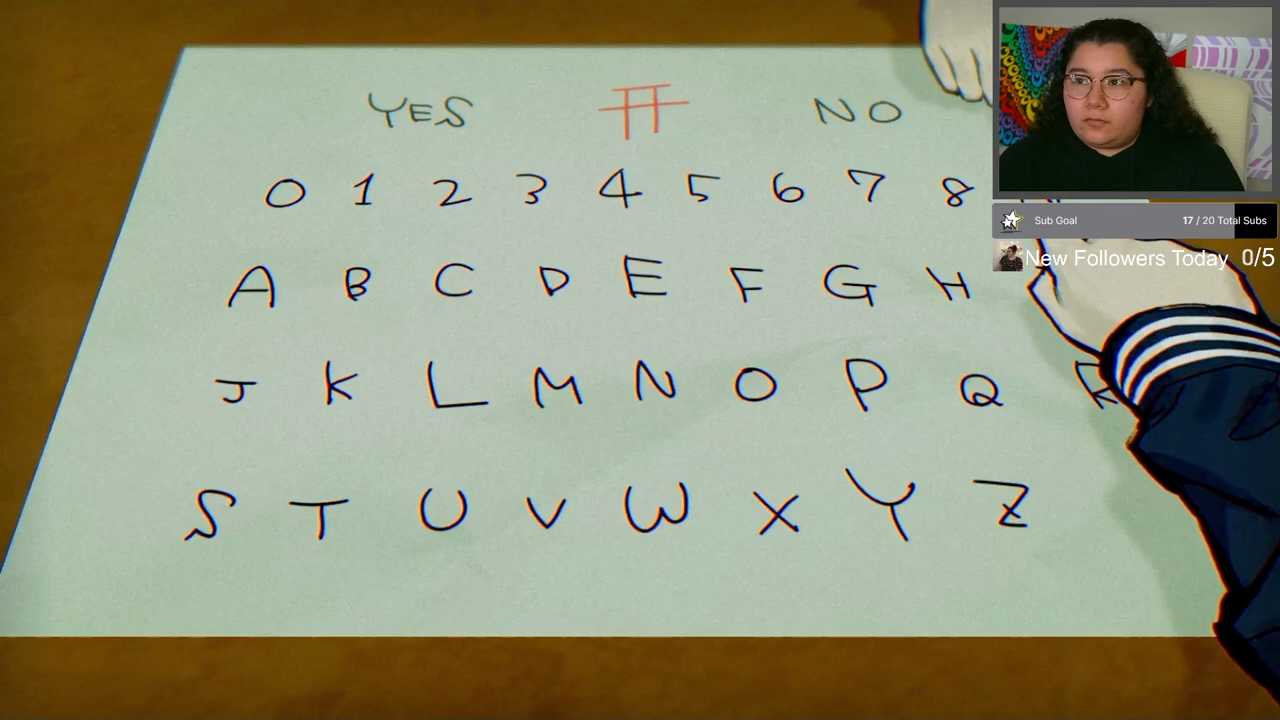 YES NO
0 1 2 3 4 5 6 7 8
A B C D E F G H
J K L M N O P Q R
S T U V W X Y Z
Sub Goal 17 / 20 Total Subs
New Followers Today 0/5